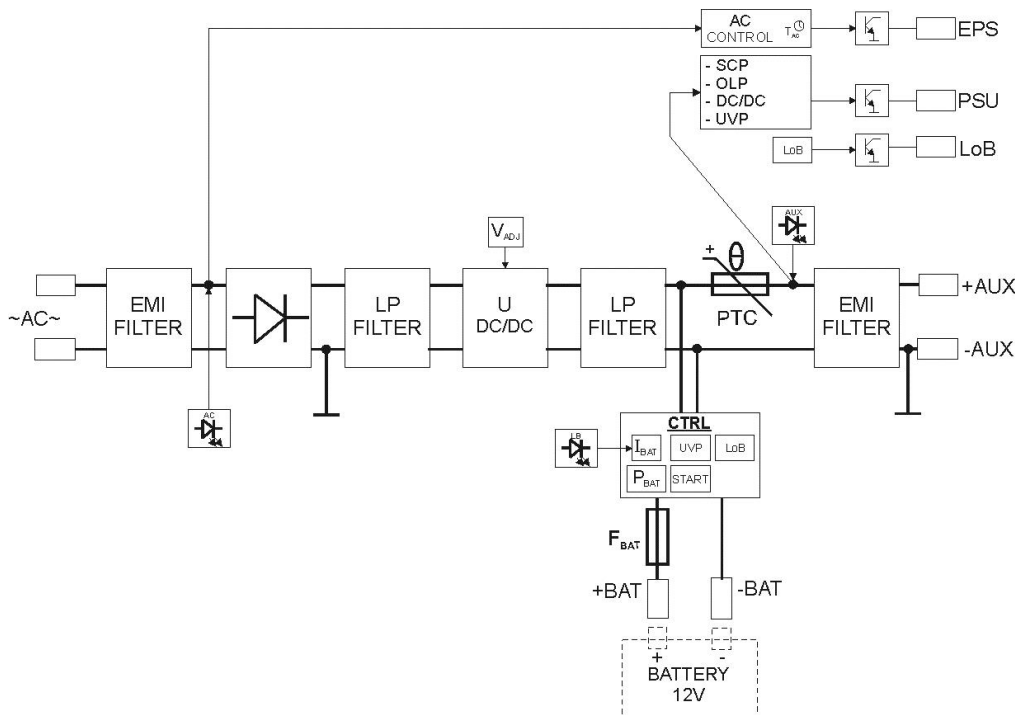 AC
CONTROL
T AC
EPS
- SCP
- OLP
- DC/DC
- UVP
PSU
LoB
LoB
AUX
V ADJ
~AC~
EMI
FILTER
LP
FILTER
U
DC/DC
LP
FILTER
+
θ
PTC
EMI
FILTER
+AUX
-AUX
AC
CTRL
LB
I BAT
UVP
LoB
P BAT
START
F BAT
+BAT
-BAT
+ -
BATTERY
12V